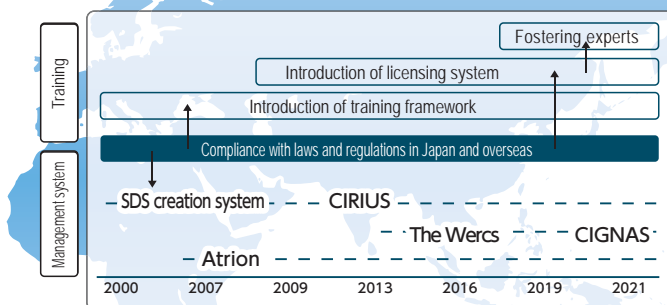 Training
Fostering experts
Introduction of licensing system
Introduction of training framework
Compliance with laws and regulations in Japan and overseas
Management system
SDS creation system
CIRIUS
The Wercs
CIGNAS
Atrion
2000 2007 2009 2013 2016 2019 2021